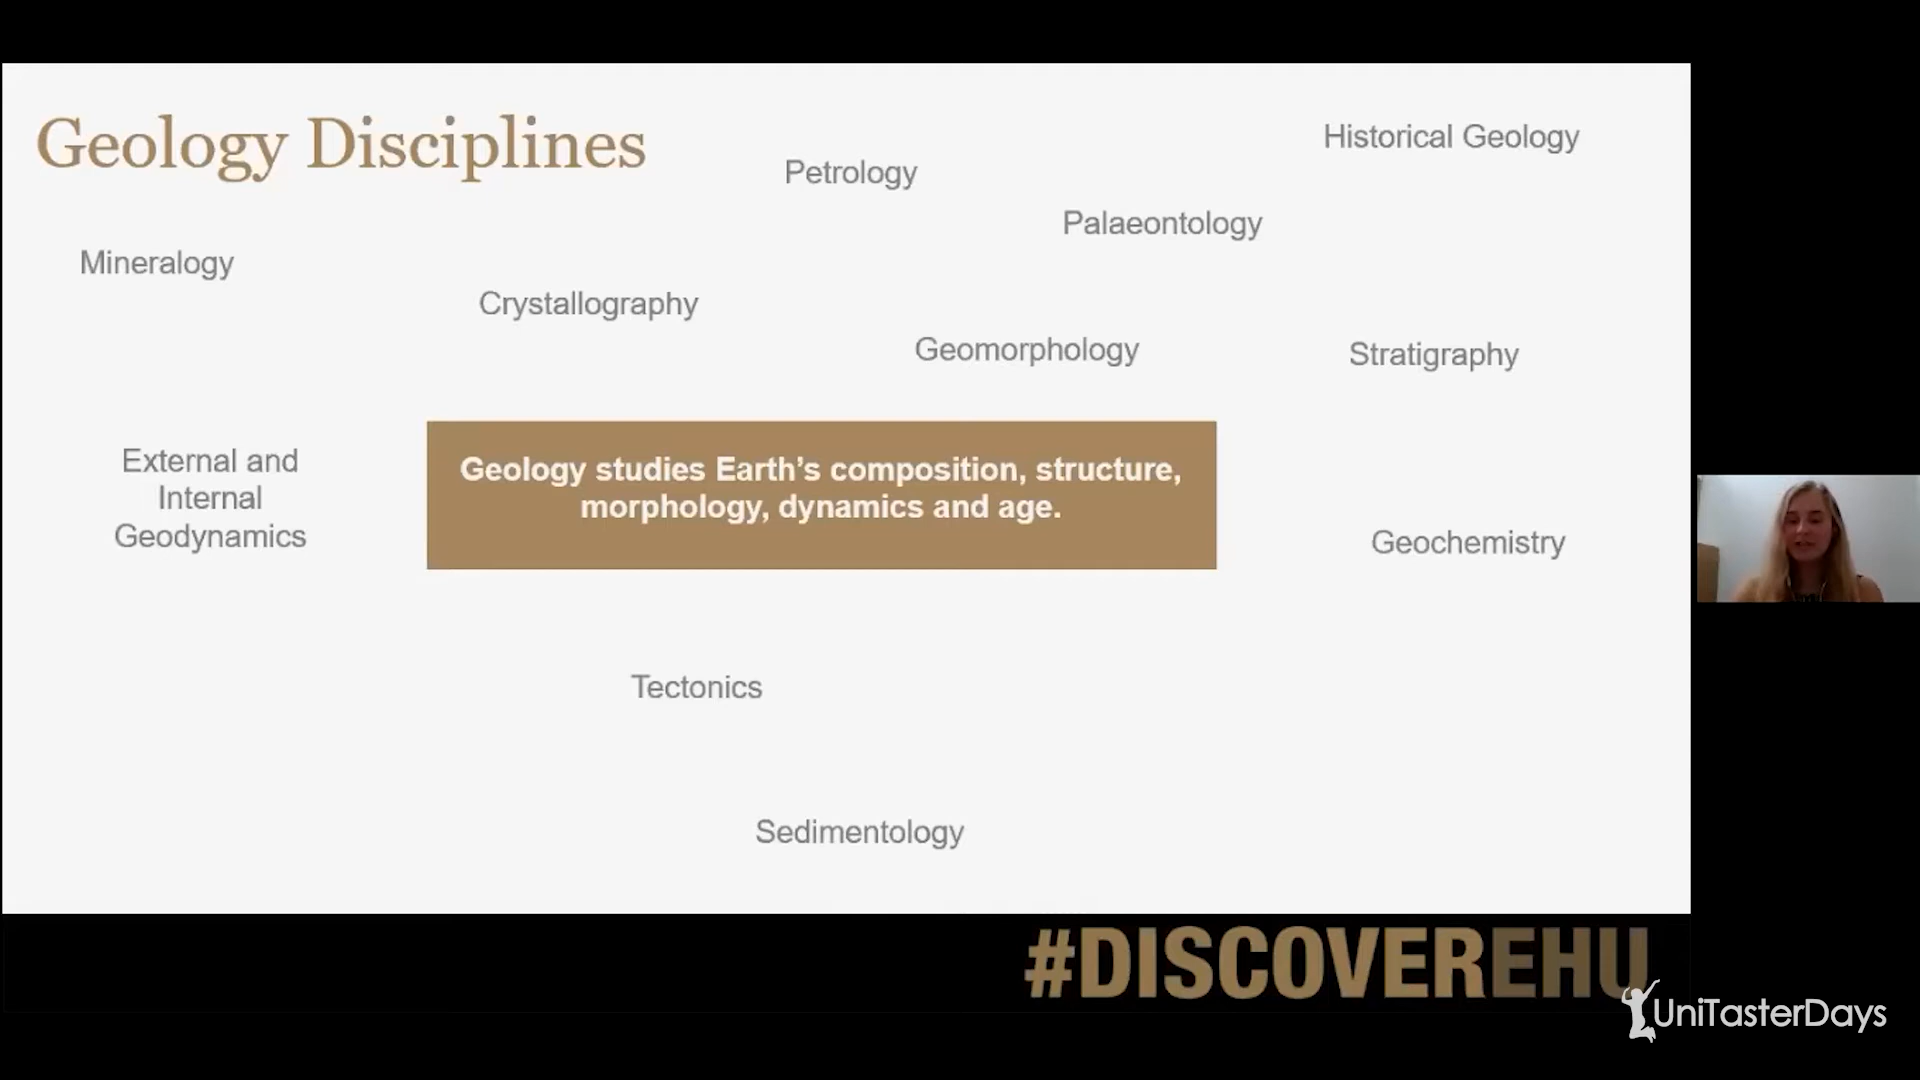 Geology Disciplines
Historical Geology
Petrology
Palaeontology
Mineralogy
Crystallography
Geomorphology
Stratigraphy
External and
Internal
Geodynamics
Geology studies Earth’s composition, structure,
morphology, dynamics and age.
Geochemistry
Tectonics
Sedimentology
#DISCOVEREHU
UniTasterDays